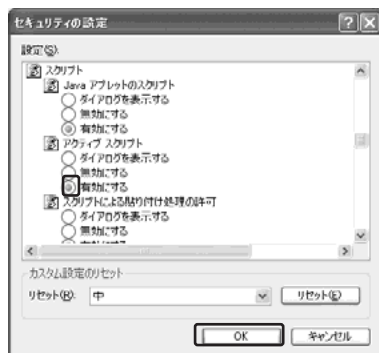 セキュリティの設定
設定(S):
スクリプト
Java アプレットのスクリプト
ダイアログを表示する
無効にする
有効にする
アクティブ スクリプト
ダイアログを表示する
無効にする
有効にする
スクリプトによる貼り付け処理の許可
ダイアログを表示する
無効にする
カスタム設定のリセット
リセット(R):
中
リセット(E)
OK
キャンセル